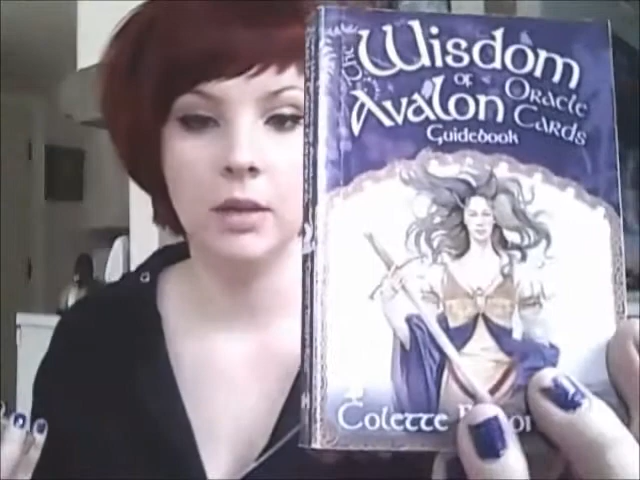 The Wisdom
of Oracle
Avalon Cards
Guidebook
Colette